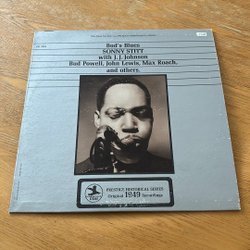 Bud's Blues
SONNY STITT
with J.J. Johnson
Bud Powell, John Lewis, Max Roach,
and others.
PRESTIGE HISTORICAL SERIES
Original 1949 Recordings